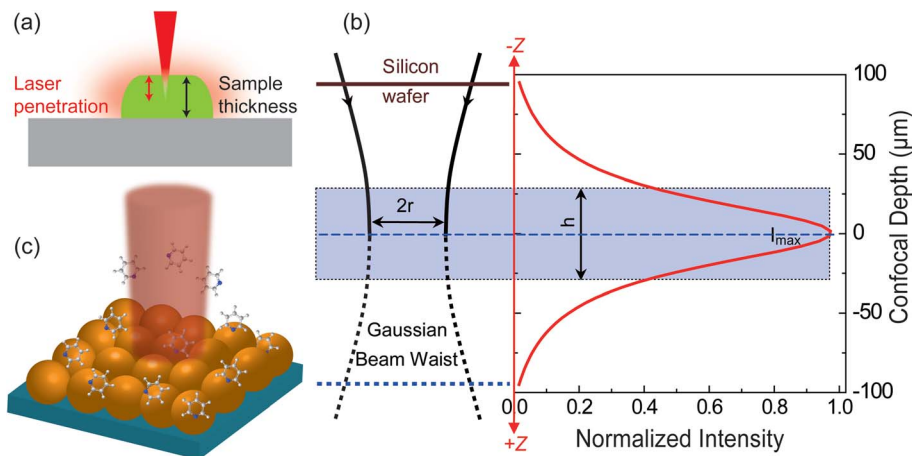 (a)
Laser
penetration
Sample
thickness
(b)
Silicon
wafer
-Z
2r
h
Imax
Gaussian
Beam Waist
+Z
100
50
0
-50
-100
Confocal Depth (µm)
0.0 0.2 0.4 0.6 0.8 1.0
Normalized Intensity
(c)